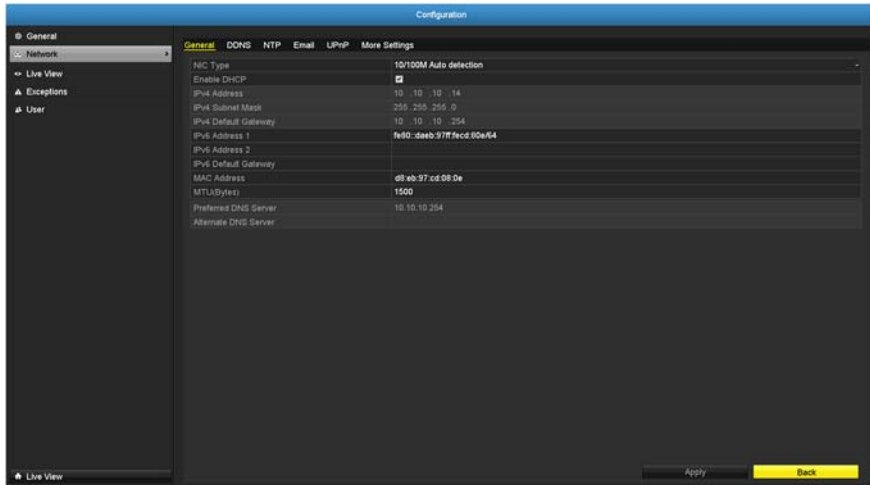 Configuration
General
Network
Live View
Exceptions
User
General DDNS NTP Email UPnP More Settings
NIC Type 10/100M Auto detection
Enable DHCP
IPv4 Address 10 .10 .10 .14
IPv4 Subnet Mask 255 .255 .255 .0
IPv4 Default Gateway 10 .10 .10 .254
IPv6 Address 1 fe80::daeb:97ff:fecd:80e/64
IPv6 Address 2
IPv6 Default Gateway
MAC Address d8:eb:97:cd:08:0e
MTU(Bytes) 1500
Preferred DNS Server 10.10.10.254
Alternate DNS Server
Live View
Apply Back